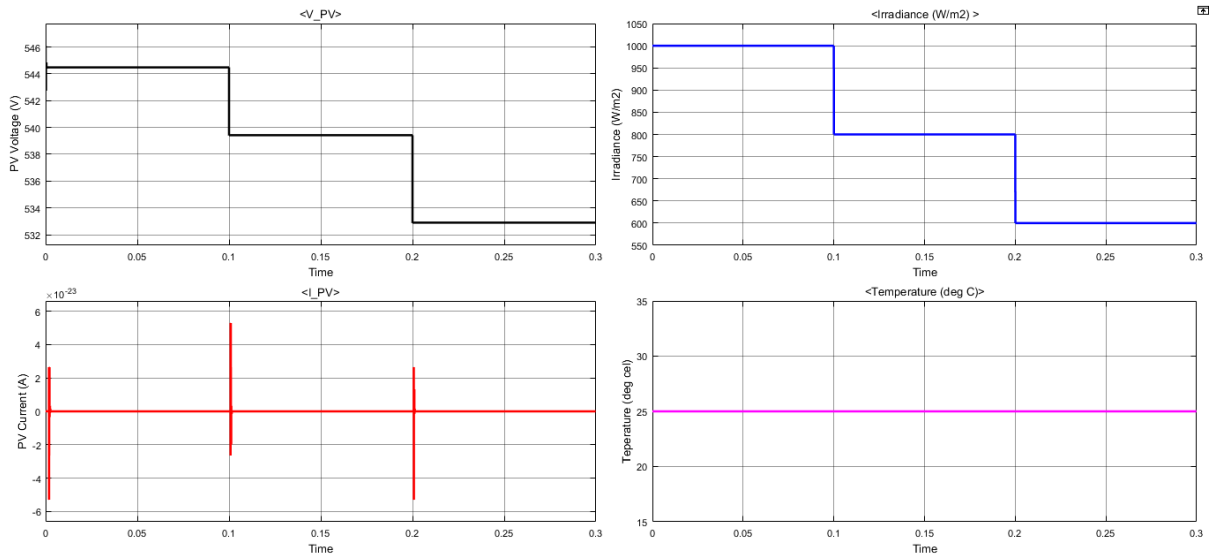 <V_PV>
546
544
542
540
538
536
534
532
PV Voltage (V)
0 0.05 0.1 0.15 0.2 0.25 0.3
Time
<Irradiance (W/m2) >
1050
1000
950
900
850
800
750
700
650
600
550
Irradiance (W/m2)
0 0.05 0.1 0.15 0.2 0.25 0.3
Time
<I_PV>
×10⁻²³
6
4
2
0
-2
-4
-6
PV Current (A)
0 0.05 0.1 0.15 0.2 0.25 0.3
Time
<Temperature (deg C)>
35
30
25
20
15
Teperature (deg cel)
0 0.05 0.1 0.15 0.2 0.25 0.3
Time